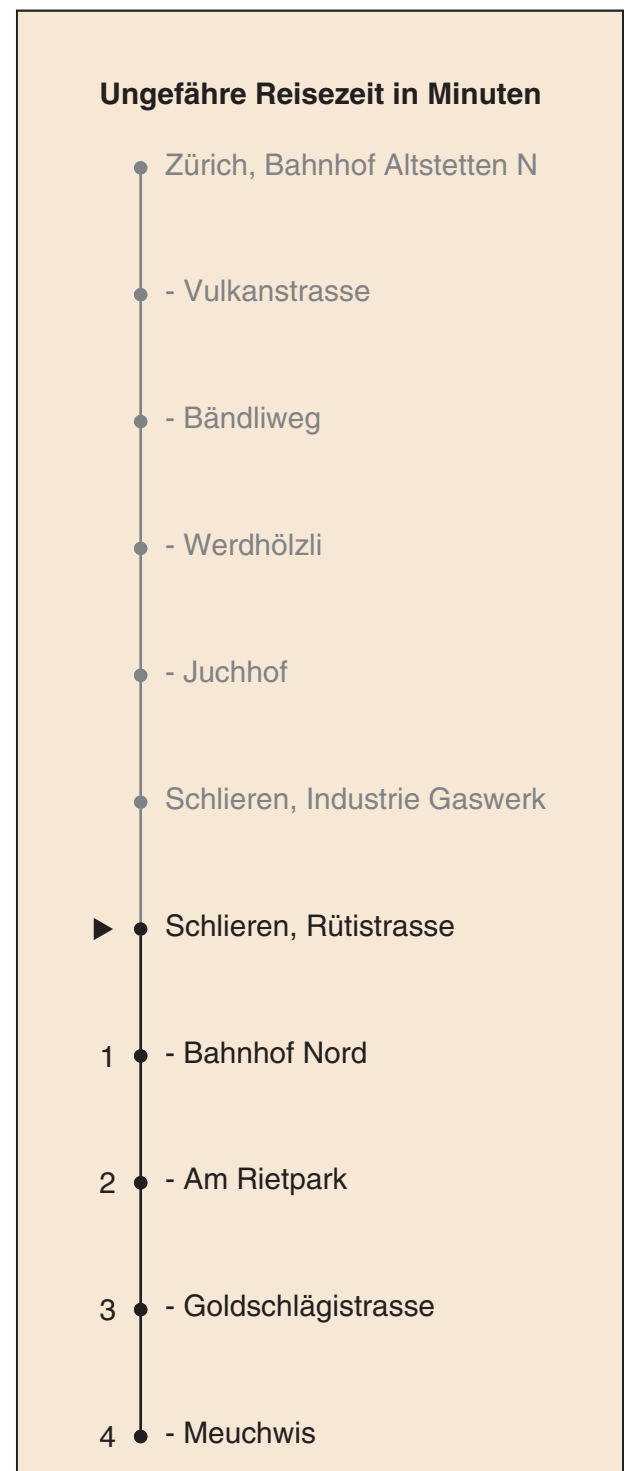 Ungefähre Reisezeit in Minuten
Zürich, Bahnhof Altstetten N
- Vulkanstrasse
- Bändliweg
- Werdhölzli
- Juchhof
Schlieren, Industrie Gaswerk
Schlieren, Rütistrasse
1 - Bahnhof Nord
2 - Am Rietpark
3 - Goldschlägistrasse
4 - Meuchwis